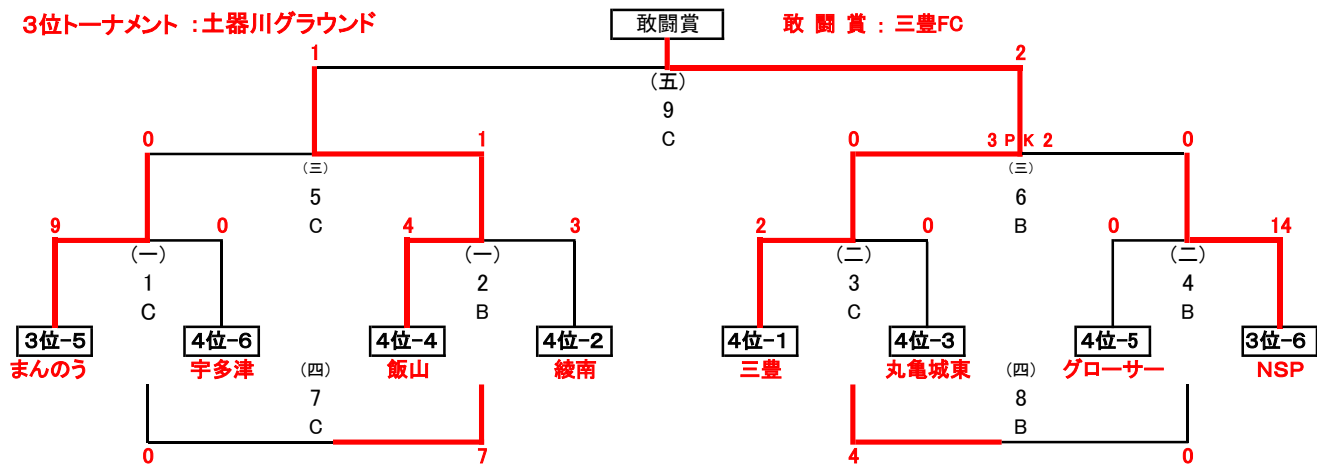 3位トーナメント ：土器川グラウンド
敢闘賞
敢 闘 賞 ： 三豊FC
1
2
(五)
9
C
0
1
0
3 P K 2
0
(三)
5
C
(三)
6
B
9
0
4
3
2
0
0
14
(一)
1
C
(一)
2
B
(二)
3
C
(二)
4
B
3位-5
4位-6
4位-4
4位-2
4位-1
4位-3
4位-5
3位-6
まんのう
宇多津
飯山
綾南
三豊
丸亀城東
グローサー
NSP
(四)
7
C
(四)
8
B
0
7
4
0